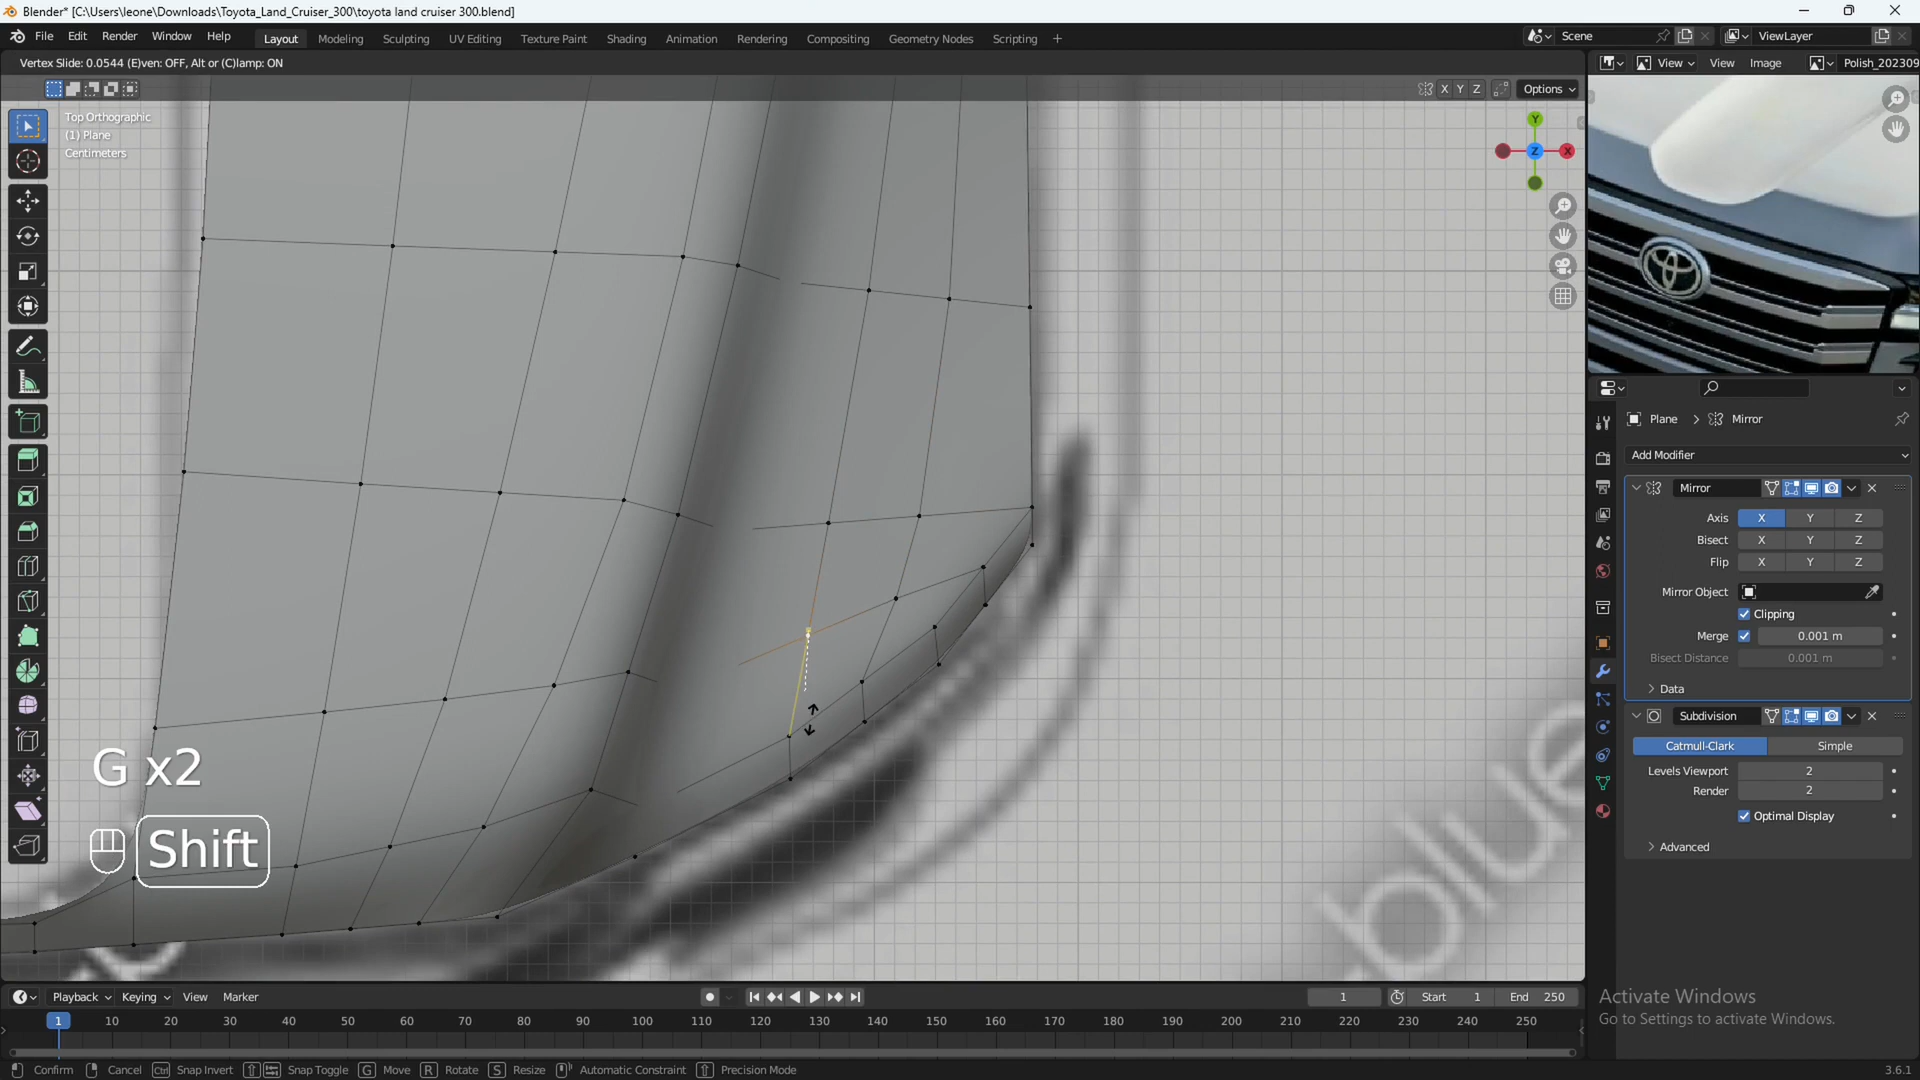 Blender* [C:\Users\leone\Downloads\Toyota_Land_Cruiser_300\toyota land cruiser 300.blend]
File Edit Render Window Help Layout Modeling Sculpting UV Editing Texture Paint Shading Animation Rendering Compositing Geometry Nodes Scripting + Scene ViewLayer
Vertex Slide: 0.0544 (E)ven: OFF, Alt or (C)lamp: ON
View View Image Polish_202309
X Y Z Options
Top Orthographic
(1) Plane
Centimeters
Y
Z X
Plane > Mirror
Add Modifier
Mirror
Axis X Y Z
Bisect X Y Z
Flip X Y Z
Mirror Object
Clipping
Merge 0.001 m
Bisect Distance 0.001 m
Data
Subdivision
Catmull-Clark Simple
Levels Viewport 2
Render 2
Optimal Display
Advanced
G x2
Shift
blue
Activate Windows
Go to Settings to activate Windows.
Playback Keying View Marker 1 Start 1 End 250
1 10 20 30 40 50 60 70 80 90 100 110 120 130 140 150 160 170 180 190 200 210 220 230 240 250
Confirm Cancel Ctrl Snap Invert Snap Toggle G Move R Rotate S Resize Automatic Constraint Precision Mode 3.6.1